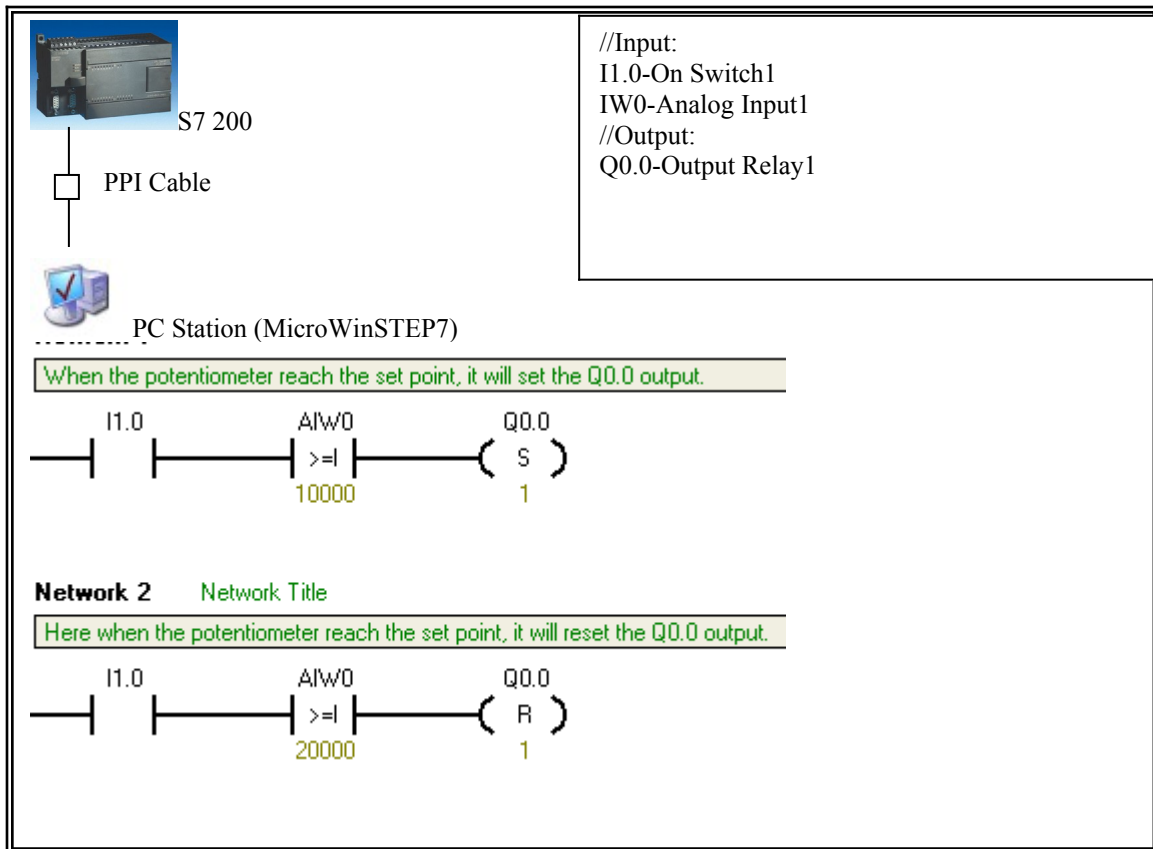 //Input:
I1.0-On Switch1
IW0-Analog Input1
//Output:
Q0.0-Output Relay1
S7 200
PPI Cable
PC Station (MicroWinSTEP7)
When the potentiometer reach the set point, it will set the Q0.0 output.
I1.0 AIW0 Q0.0
>=I S
10000 1
Network 2 Network Title
Here when the potentiometer reach the set point, it will reset the Q0.0 output.
I1.0 AIW0 Q0.0
>=I R
20000 1